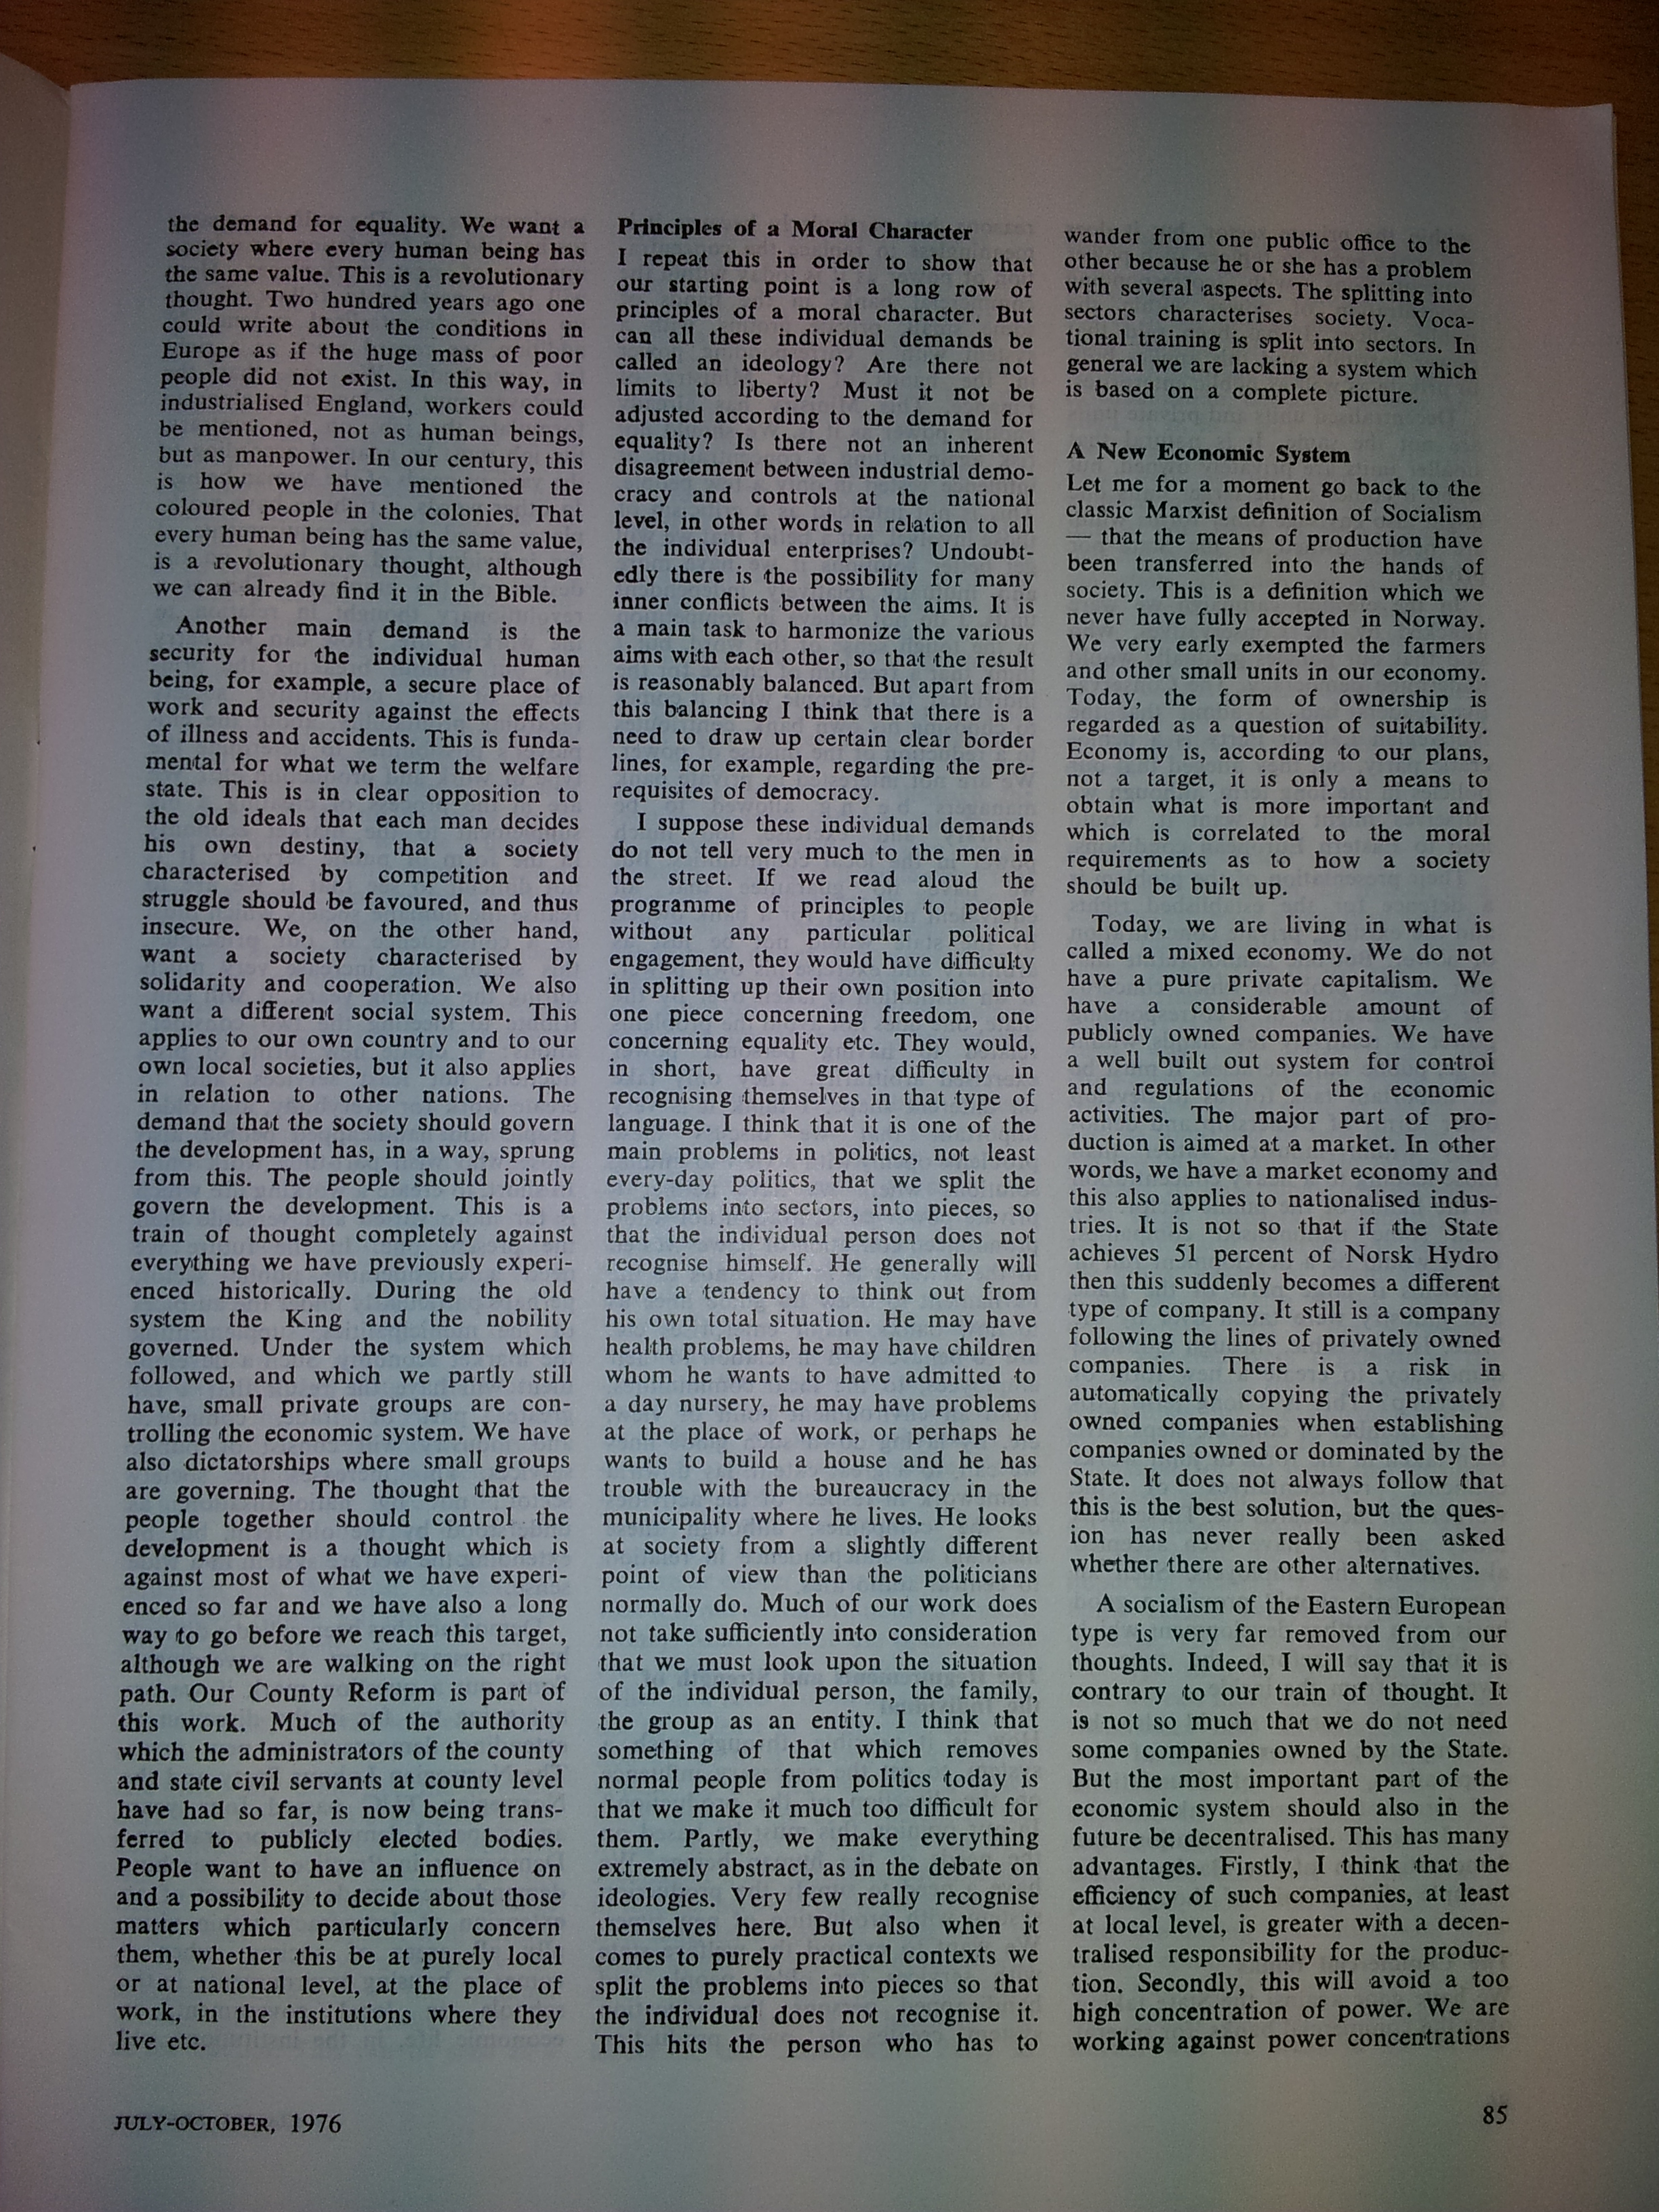 the demand for equality. We want a
society where every human being has
the same value. This is a revolutionary
thought. Two hundred years ago one
could write about the conditions in
Europe as if the huge mass of poor
people did not exist. In this way, in
industrialised England, workers could
be mentioned, not as human beings,
but as manpower. In our century, this
is how we have mentioned the
coloured people in the colonies. That
every human being has the same value,
is a revolutionary thought, although
we can already find it in the Bible.
Another main demand is the
security for the individual human
being, for example, a secure place of
work and security against the effects
of illness and accidents. This is funda-
mental for what we term the welfare
state. This is in clear opposition to
the old ideals that each man decides
his own destiny, that a society
characterised by competition and
struggle should be favoured, and thus
insecure. We, on the other hand,
want a society characterised by
solidarity and cooperation. We also
want a different social system. This
applies to our own country and to our
own local societies, but it also applies
in relation to other nations. The
demand that the society should govern
the development has, in a way, sprung
from this. The people should jointly
govern the development. This is a
train of thought completely against
everything we have previously experi-
enced historically. During the old
system the King and the nobility
governed. Under the system which
followed, and which we partly still
have, small private groups are con-
trolling the economic system. We have
also dictatorships where small groups
are governing. The thought that the
people together should control the
development is a thought which is
against most of what we have experi-
enced so far and we have also a long
way to go before we reach this target,
although we are walking on the right
path. Our County Reform is part of
this work. Much of the authority
which the administrators of the county
and state civil servants at county level
have had so far, is now being trans-
ferred to publicly elected bodies.
People want to have an influence on
and a possibility to decide about those
matters which particularly concern
them, whether this be at purely local
or at national level, at the place of
work, in the institutions where they
live etc.
Principles of a Moral Character
I repeat this in order to show that
our starting point is a long row of
principles of a moral character. But
can all these individual demands be
called an ideology? Are there not
limits to liberty? Must it not be
adjusted according to the demand for
equality? Is there not an inherent
disagreement between industrial demo-
cracy and controls at the national
level, in other words in relation to all
the individual enterprises? Undoubt-
edly there is the possibility for many
inner conflicts between the aims. It is
a main task to harmonize the various
aims with each other, so that the result
is reasonably balanced. But apart from
this balancing I think that there is a
need to draw up certain clear border
lines, for example, regarding the pre-
requisites of democracy.
I suppose these individual demands
do not tell very much to the men in
the street. If we read aloud the
programme of principles to people
without any particular political
engagement, they would have difficulty
in splitting up their own position into
one piece concerning freedom, one
concerning equality etc. They would,
in short, have great difficulty in
recognising themselves in that type of
language. I think that it is one of the
main problems in politics, not least
every-day politics, that we split the
problems into sectors, into pieces, so
that the individual person does not
recognise himself. He generally will
have a tendency to think out from
his own total situation. He may have
health problems, he may have children
whom he wants to have admitted to
a day nursery, he may have problems
at the place of work, or perhaps he
wants to build a house and he has
trouble with the bureaucracy in the
municipality where he lives. He looks
at society from a slightly different
point of view than the politicians
normally do. Much of our work does
not take sufficiently into consideration
that we must look upon the situation
of the individual person, the family,
the group as an entity. I think that
something of that which removes
normal people from politics today is
that we make it much too difficult for
them. Partly, we make everything
extremely abstract, as in the debate on
ideologies. Very few really recognise
themselves here. But also when it
comes to purely practical contexts we
split the problems into pieces so that
the individual does not recognise it.
This hits the person who has to
wander from one public office to the
other because he or she has a problem
with several aspects. The splitting into
sectors characterises society. Voca-
tional training is split into sectors. In
general we are lacking a system which
is based on a complete picture.
A New Economic System
Let me for a moment go back to the
classic Marxist definition of Socialism
— that the means of production have
been transferred into the hands of
society. This is a definition which we
never have fully accepted in Norway.
We very early exempted the farmers
and other small units in our economy.
Today, the form of ownership is
regarded as a question of suitability.
Economy is, according to our plans,
not a target, it is only a means to
obtain what is more important and
which is correlated to the moral
requirements as to how a society
should be built up.
Today, we are living in what is
called a mixed economy. We do not
have a pure private capitalism. We
have a considerable amount of
publicly owned companies. We have
a well built out system for control
and regulations of the economic
activities. The major part of pro-
duction is aimed at a market. In other
words, we have a market economy and
this also applies to nationalised indus-
tries. It is not so that if the State
achieves 51 percent of Norsk Hydro
then this suddenly becomes a different
type of company. It still is a company
following the lines of privately owned
companies. There is a risk in
automatically copying the privately
owned companies when establishing
companies owned or dominated by the
State. It does not always follow that
this is the best solution, but the ques-
ion has never really been asked
whether there are other alternatives.
A socialism of the Eastern European
type is very far removed from our
thoughts. Indeed, I will say that it is
contrary to our train of thought. It
is not so much that we do not need
some companies owned by the State.
But the most important part of the
economic system should also in the
future be decentralised. This has many
advantages. Firstly, I think that the
efficiency of such companies, at least
at local level, is greater with a decen-
tralised responsibility for the produc-
tion. Secondly, this will avoid a too
high concentration of power. We are
working against power concentrations
JULY-OCTOBER, 1976
85